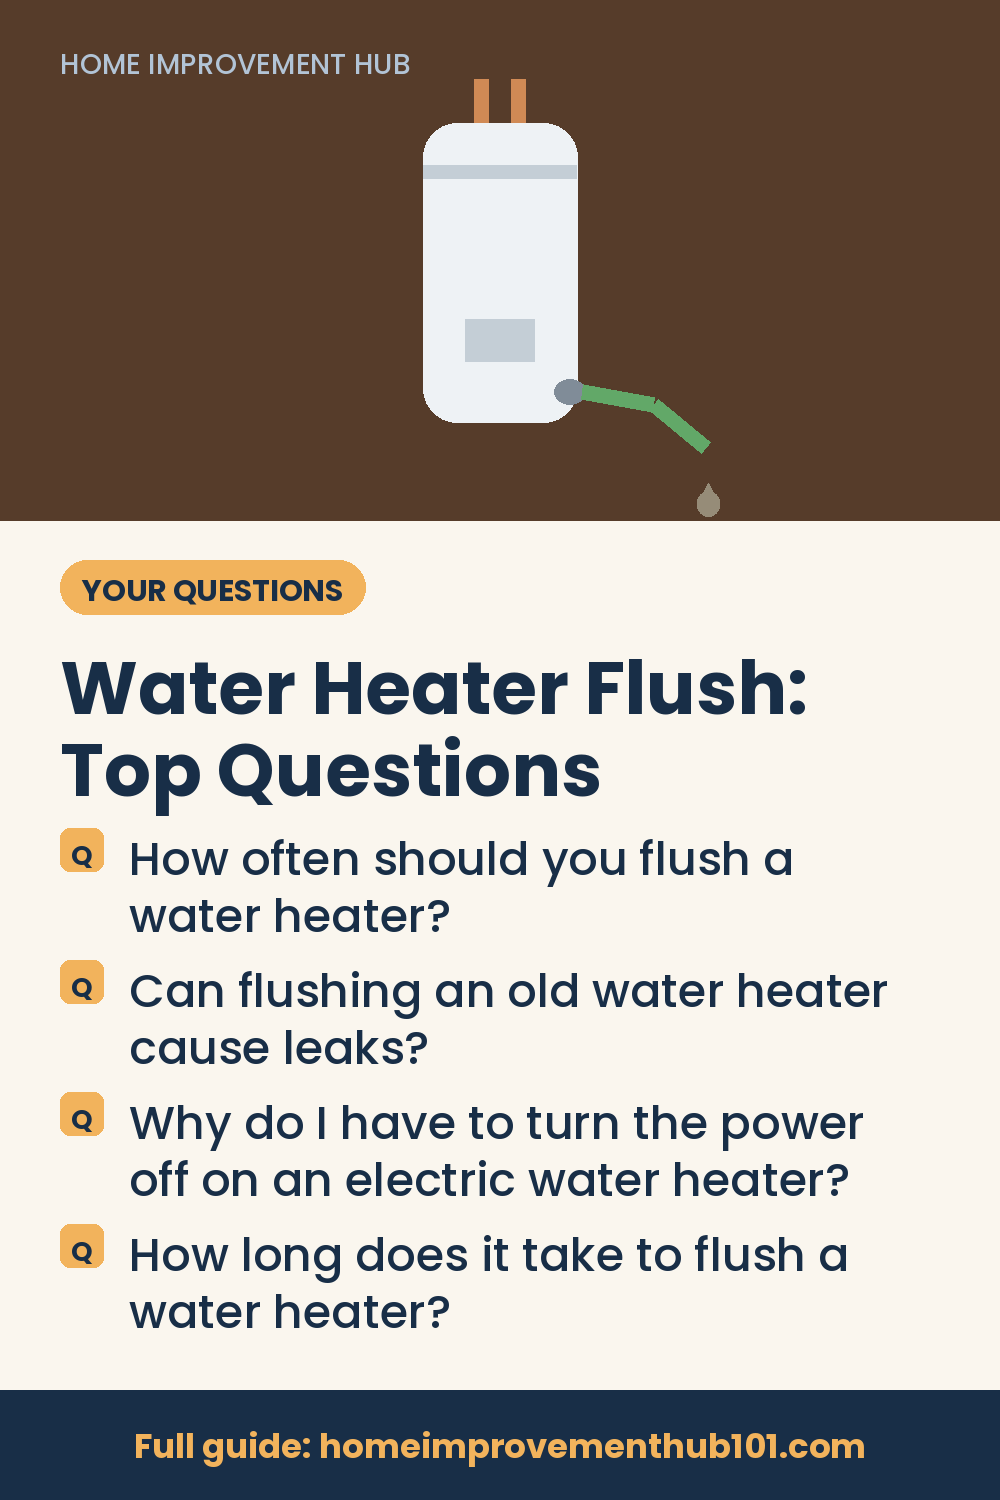 HOME IMPROVEMENT HUB
YOUR QUESTIONS
Water Heater Flush:
Top Questions
Q How often should you flush a
water heater?
Q Can flushing an old water heater
cause leaks?
Q Why do I have to turn the power
off on an electric water heater?
Q How long does it take to flush a
water heater?
Full guide: homeimprovementhub101.com